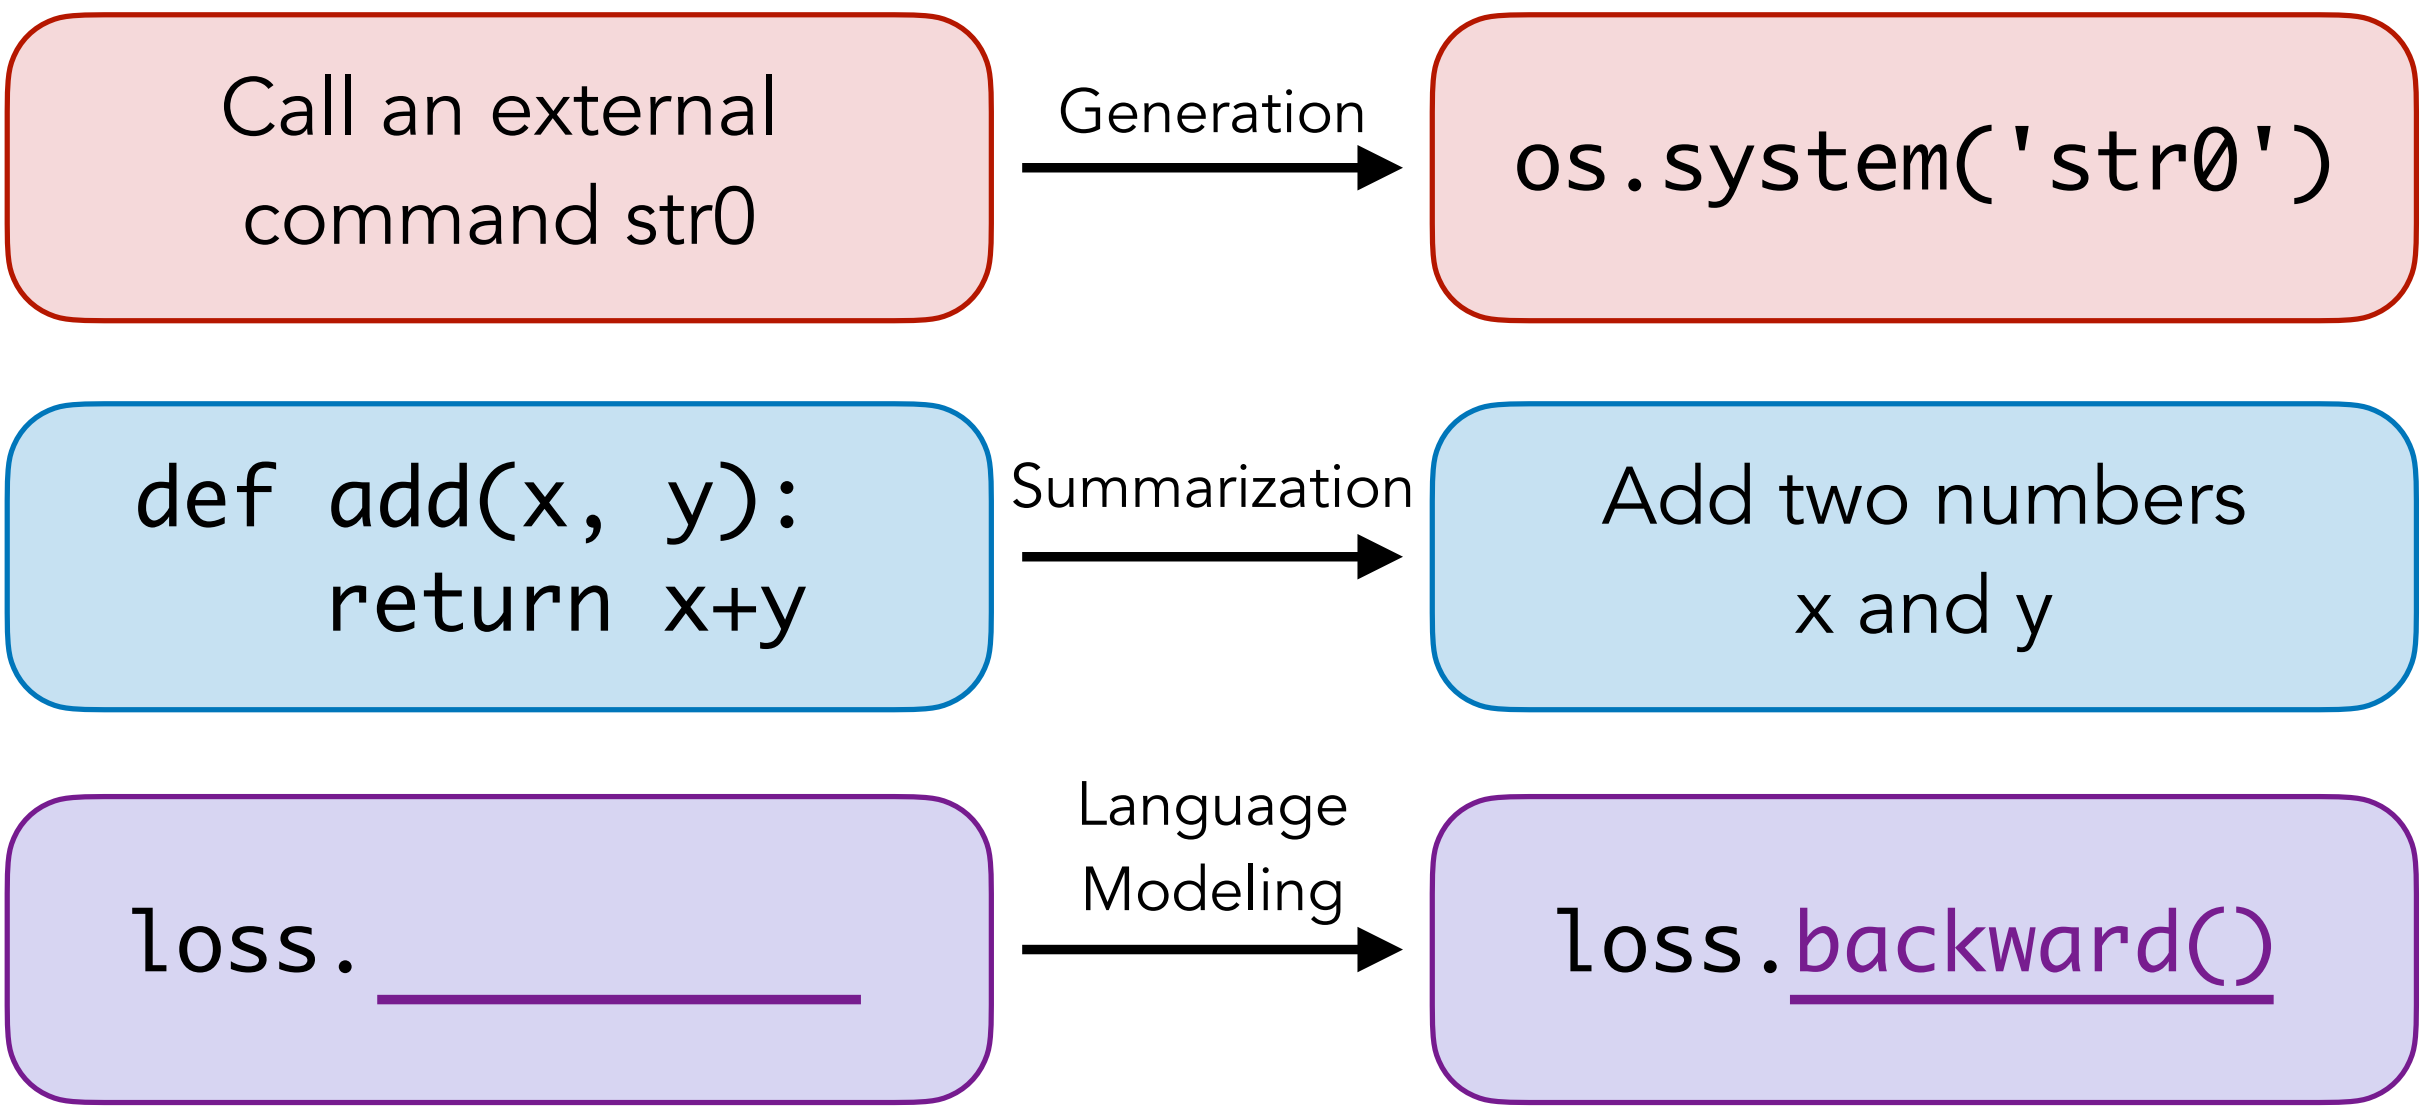 Call an external
command str0
Generation
os.system('str0')
def add(x, y):
    return x+y
Summarization
Add two numbers
x and y
loss.
Language
Modeling
loss.backward()